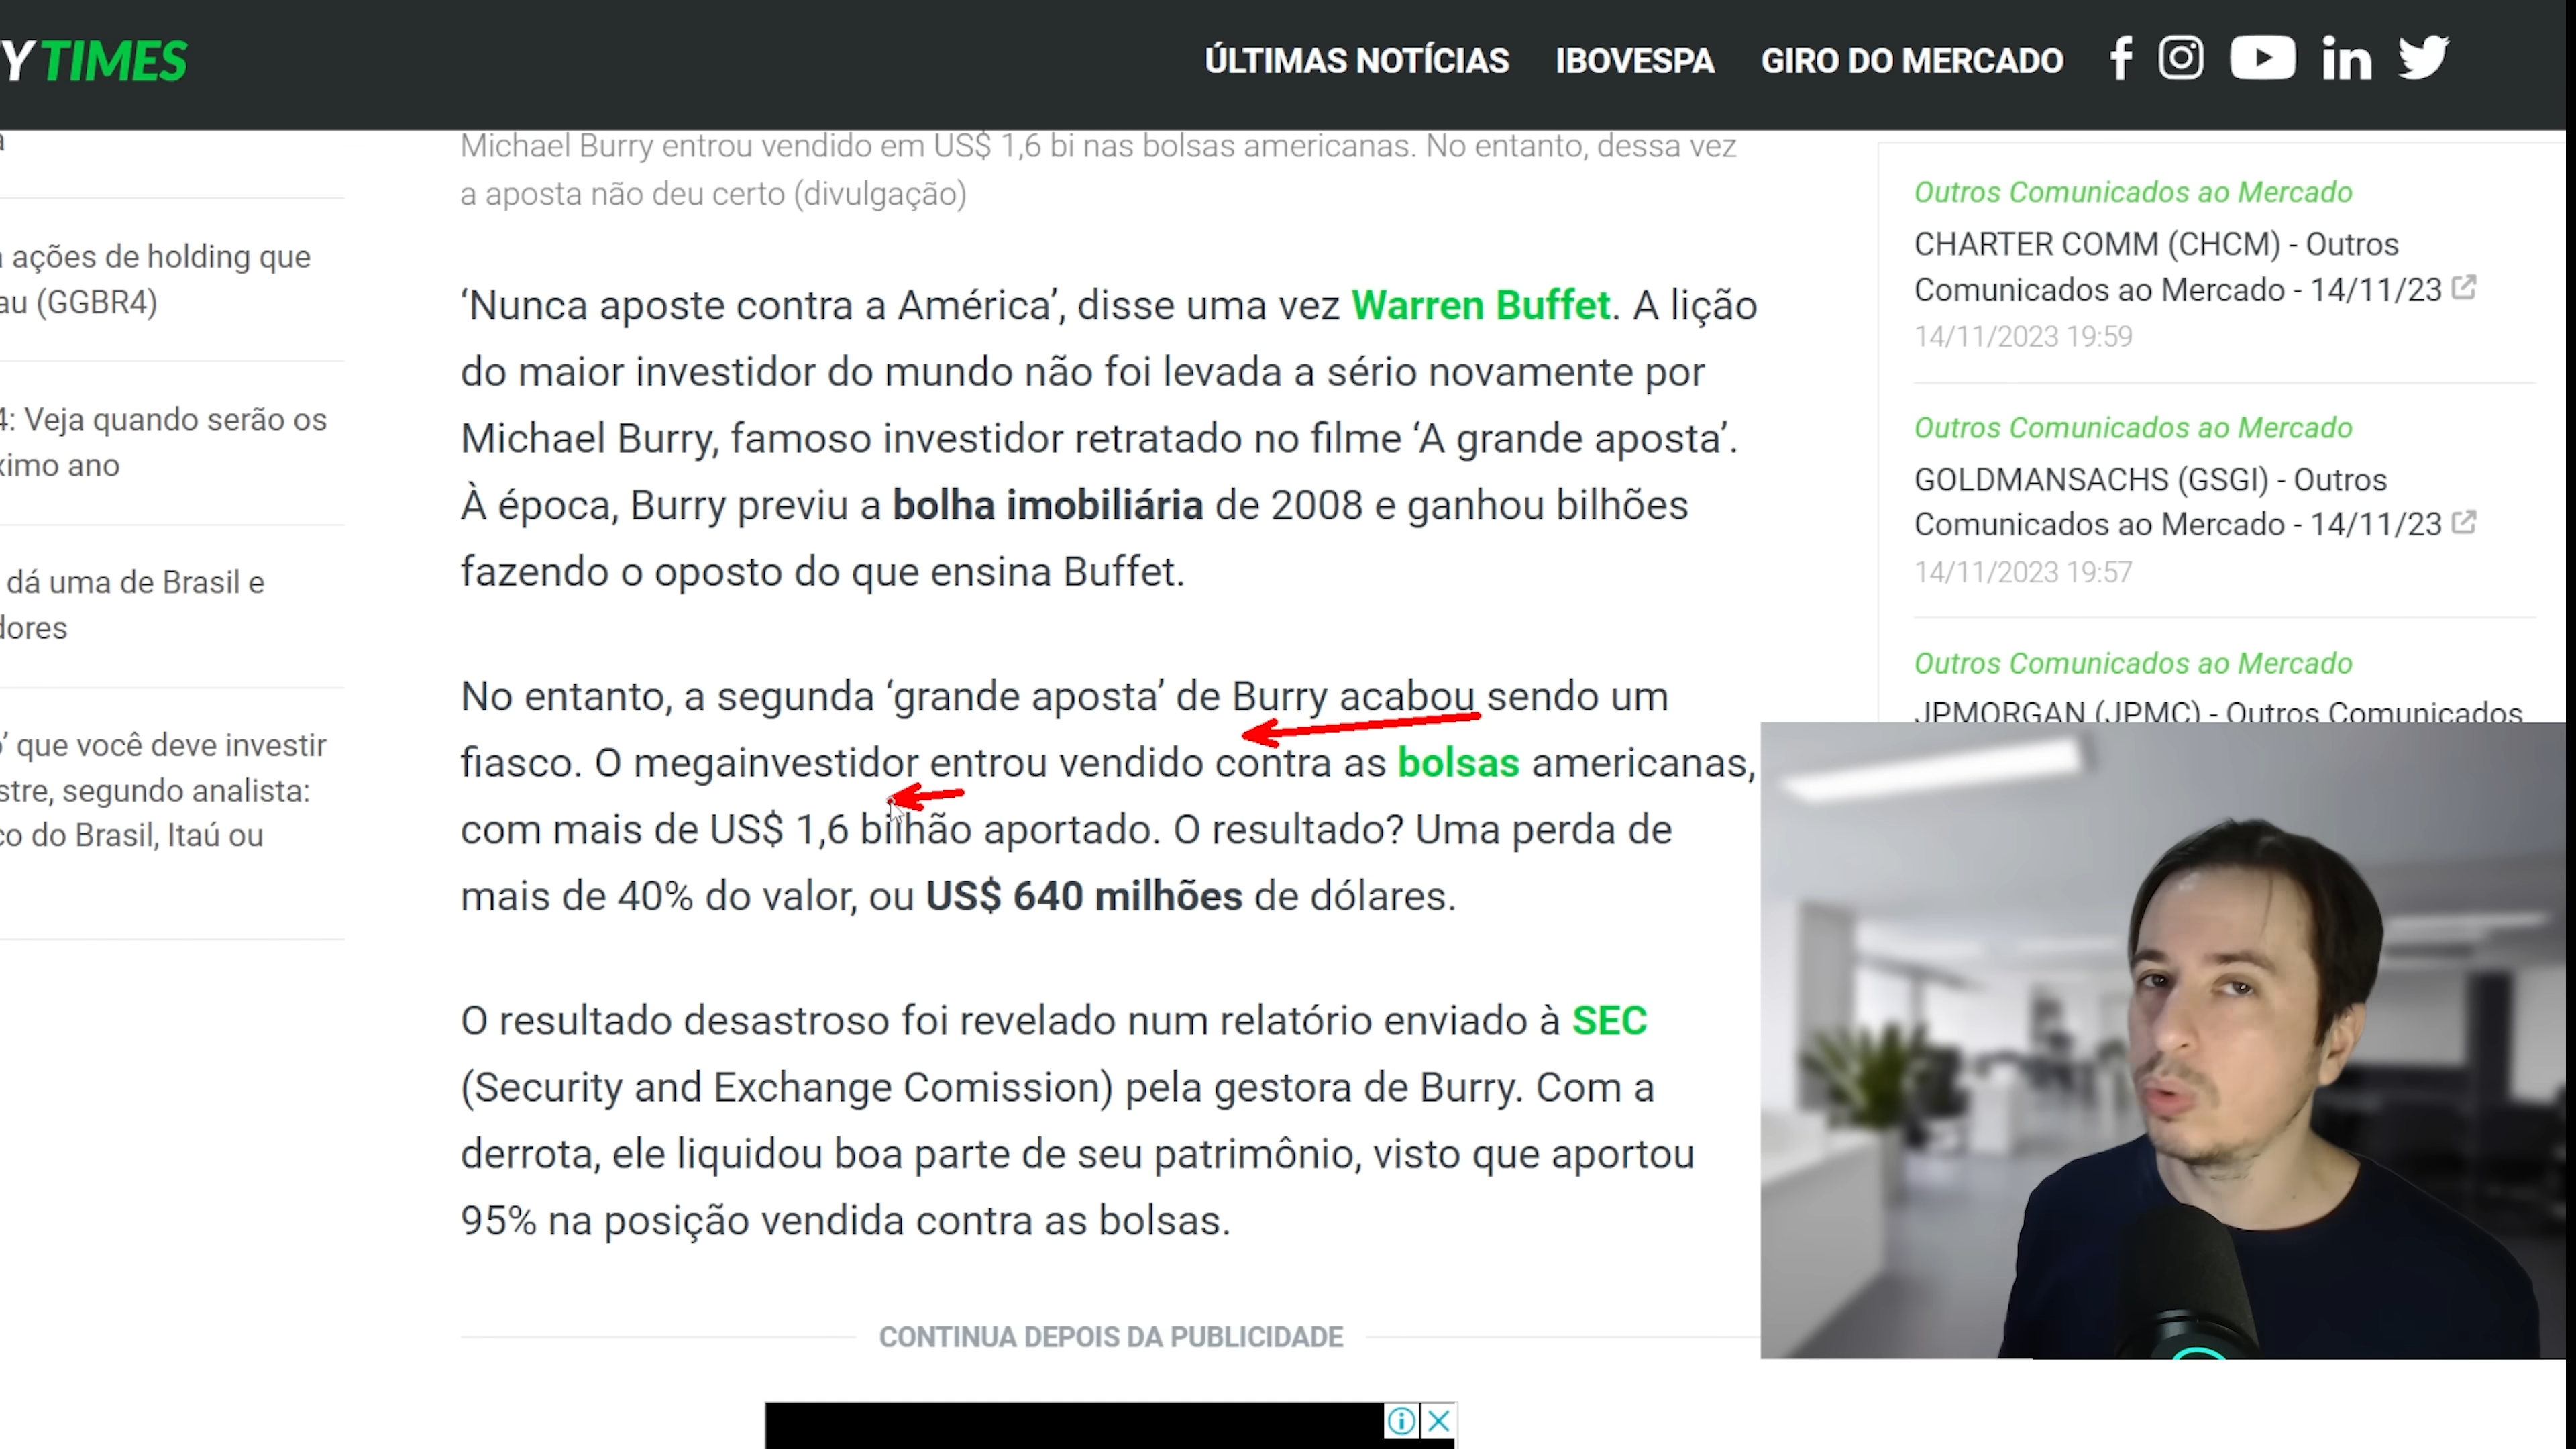 Y TIMES
ÚLTIMAS NOTÍCIAS IBOVESPA GIRO DO MERCADO
ações de holding que
au (GGBR4)
4: Veja quando serão os
ximo ano
dá uma de Brasil e
dores
' que você deve investir
stre, segundo analista:
co do Brasil, Itaú ou
Michael Burry entrou vendido em US$ 1,6 bi nas bolsas americanas. No entanto, dessa vez
a aposta não deu certo (divulgação)
‘Nunca aposte contra a América’, disse uma vez Warren Buffet. A lição
do maior investidor do mundo não foi levada a sério novamente por
Michael Burry, famoso investidor retratado no filme ‘A grande aposta’.
À época, Burry previu a bolha imobiliária de 2008 e ganhou bilhões
fazendo o oposto do que ensina Buffet.
No entanto, a segunda ‘grande aposta’ de Burry acabou sendo um
fiasco. O megainvestidor entrou vendido contra as bolsas americanas,
com mais de US$ 1,6 bilhão aportado. O resultado? Uma perda de
mais de 40% do valor, ou US$ 640 milhões de dólares.
O resultado desastroso foi revelado num relatório enviado à SEC
(Security and Exchange Comission) pela gestora de Burry. Com a
derrota, ele liquidou boa parte de seu patrimônio, visto que aportou
95% na posição vendida contra as bolsas.
CONTINUA DEPOIS DA PUBLICIDADE
Outros Comunicados ao Mercado
CHARTER COMM (CHCM) - Outros
Comunicados ao Mercado - 14/11/23
14/11/2023 19:59
Outros Comunicados ao Mercado
GOLDMANSACHS (GSGI) - Outros
Comunicados ao Mercado - 14/11/23
14/11/2023 19:57
Outros Comunicados ao Mercado
JPMORGAN (JPMC) - Outros Comunicados